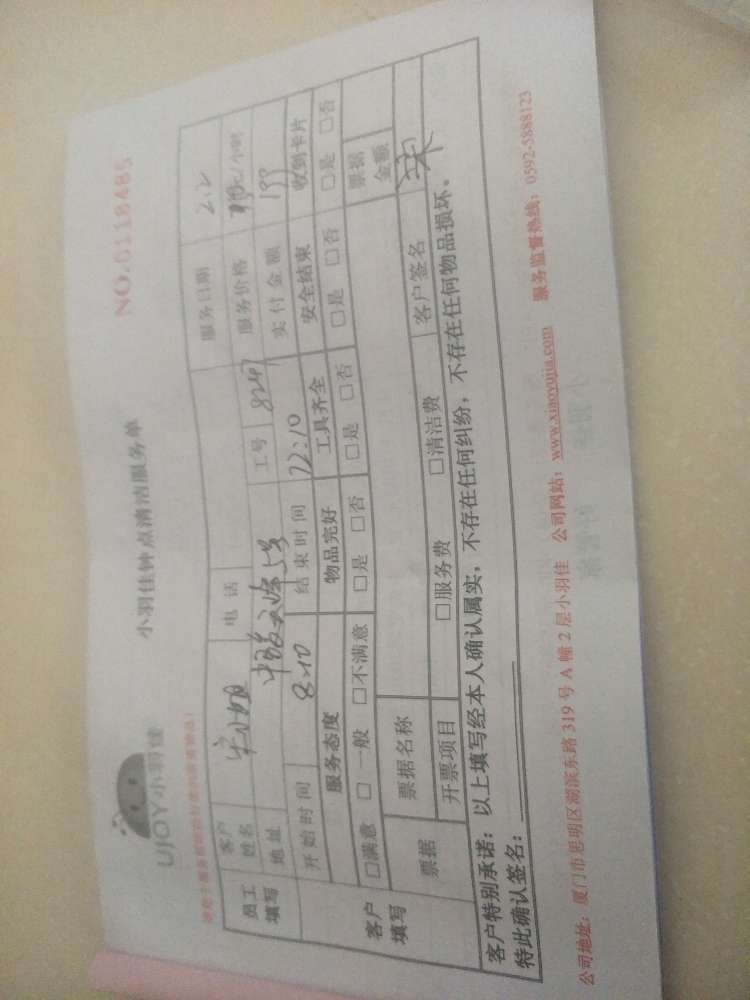 UJOY小羽佳
小羽佳钟点清洁服务单
NO.0118485
员工填写
客户姓名 宋小姐 电话 服务日期 2.2
地址 工号 服务价格 元/小时
开始时间 8:10 结束时间 12:10 实付金额 199
客户填写
服务态度 物品完好 工具齐全 安全结束 收到卡片
□满意 □一般 □不满意 □是 □否 □是 □否 □是 □否 □是 □否
票据 票据名称 票据金额
开票项目 □服务费 □清洁费 客户签名 宋
客户特别承诺：以上填写经本人确认属实，不存在任何纠纷，不存在任何物品损坏。
特此确认签名：
公司地址：厦门市思明区湖滨东路319号A幢2层小羽佳 公司网站：www.xiaoyujia.com 服务监督热线：0592-5888123